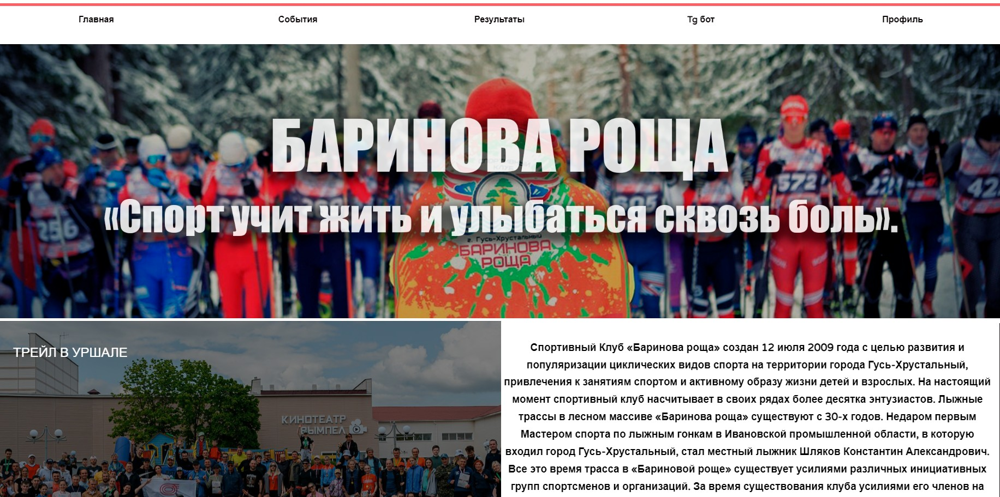 Главная
События
Результаты
Tg бот
Профиль
БАРИНОВА РОЩА
«Спорт учит жить и улыбаться сквозь боль».
256
572
605
г. Гусь-Хрустальный
БАРИНОВА
РОЩА
ТРЕЙЛ В УРШАЛЕ
КИНОТЕАТР
ВЫМПЕЛ
Спортивный Клуб «Баринова роща» создан 12 июля 2009 года с целью развития и
популяризации циклических видов спорта на территории города Гусь-Хрустальный,
привлечения к занятиям спортом и активному образу жизни детей и взрослых. На настоящий
момент спортивный клуб насчитывает в своих рядах более десятка энтузиастов. Лыжные
трассы в лесном массиве «Баринова роща» существуют с 30-х годов. Недаром первым
Мастером спорта по лыжным гонкам в Ивановской промышленной области, в которую
входил город Гусь-Хрустальный, стал местный лыжник Шляков Константин Александрович.
Все это время трасса в «Бариновой роще» существует усилиями различных инициативных
групп спортсменов и организаций. За время существования клуба усилиями его членов на